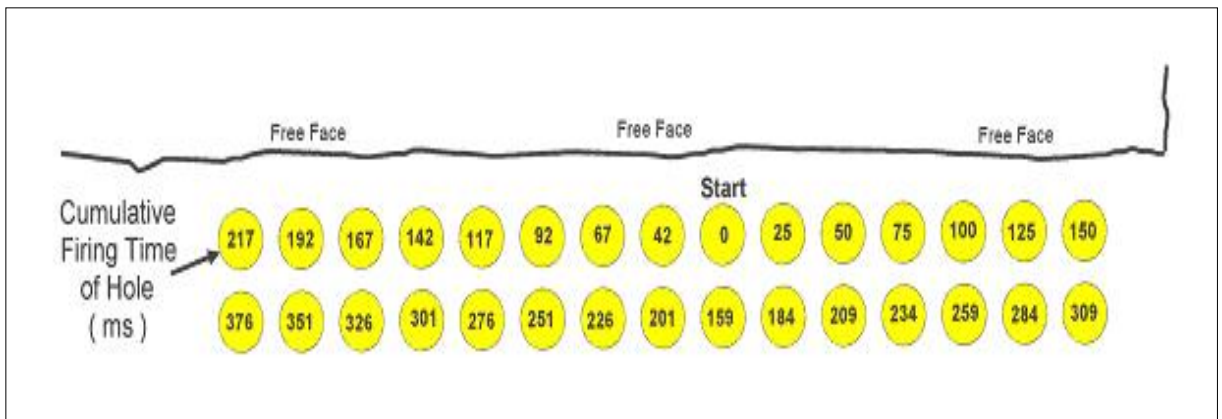 Free Face Free Face Free Face
Start
Cumulative
Firing Time
of Hole
( ms )
217 192 167 142 117 92 67 42 0 25 50 75 100 125 150
376 351 326 301 276 251 226 201 159 184 209 234 259 284 309